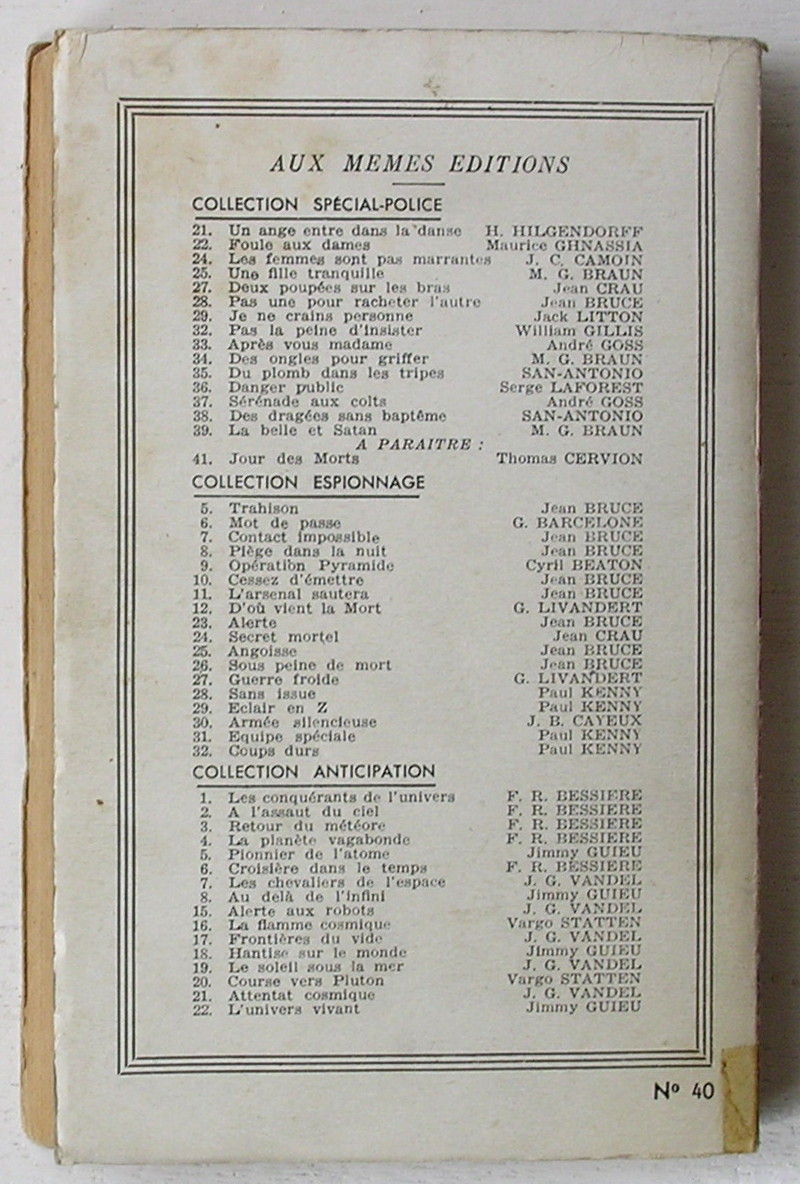 AUX MEMES EDITIONS
COLLECTION SPÉCIAL-POLICE
21. Un ange entre dans la danse H. HILGENDORFF
22. Foule aux dames Maurice GHNASSIA
24. Les femmes sont pas marrantes J. C. CAMOIN
25. Une fille tranquille M. G. BRAUN
27. Deux poupées sur les bras Jean CRAU
28. Pas une pour racheter l'autre Jean BRUCE
29. Je ne crains personne Jack LITTON
32. Pas la peine d'insister William GILLIS
33. Après vous madame André GOSS
34. Des ongles pour griffer M. G. BRAUN
35. Du plomb dans les tripes SAN-ANTONIO
36. Danger public Serge LAFOREST
37. Sérénade aux colts André GOSS
38. Des dragées sans baptême SAN-ANTONIO
39. La belle et Satan M. G. BRAUN
A PARAITRE :
41. Jour des Morts Thomas CERVION
COLLECTION ESPIONNAGE
5. Trahison Jean BRUCE
6. Mot de passe G. BARCELONE
7. Contact impossible Jean BRUCE
8. Piège dans la nuit Jean BRUCE
9. Opération Pyramide Cyril BEATON
10. Cessez d'émettre Jean BRUCE
11. L'arsenal sautera Jean BRUCE
12. D'où vient la Mort G. LIVANDERT
23. Alerte Jean BRUCE
24. Secret mortel Jean CRAU
25. Angoisse Jean BRUCE
26. Sous peine de mort Jean BRUCE
27. Guerre froide G. LIVANDERT
28. Sans issue Paul KENNY
29. Eclair en Z Paul KENNY
30. Armée silencieuse J. B. CAYEUX
31. Equipe spéciale Paul KENNY
32. Coups durs Paul KENNY
COLLECTION ANTICIPATION
1. Les conquérants de l'univers F. R. BESSIERE
2. A l'assaut du ciel F. R. BESSIERE
3. Retour du météore F. R. BESSIERE
4. La planète vagabonde F. R. BESSIERE
5. Pionnier de l'atome Jimmy GUIEU
6. Croisière dans le temps F. R. BESSIERE
7. Les chevaliers de l'espace J. G. VANDEL
8. Au delà de l'infini Jimmy GUIEU
15. Alerte aux robots J. G. VANDEL
16. La flamme cosmique Vargo STATTEN
17. Frontières du vide J. G. VANDEL
18. Hantise sur le monde Jimmy GUIEU
19. Le soleil sous la mer J. G. VANDEL
20. Course vers Pluton Vargo STATTEN
21. Attentat cosmique J. G. VANDEL
22. L'univers vivant Jimmy GUIEU
Nº 40